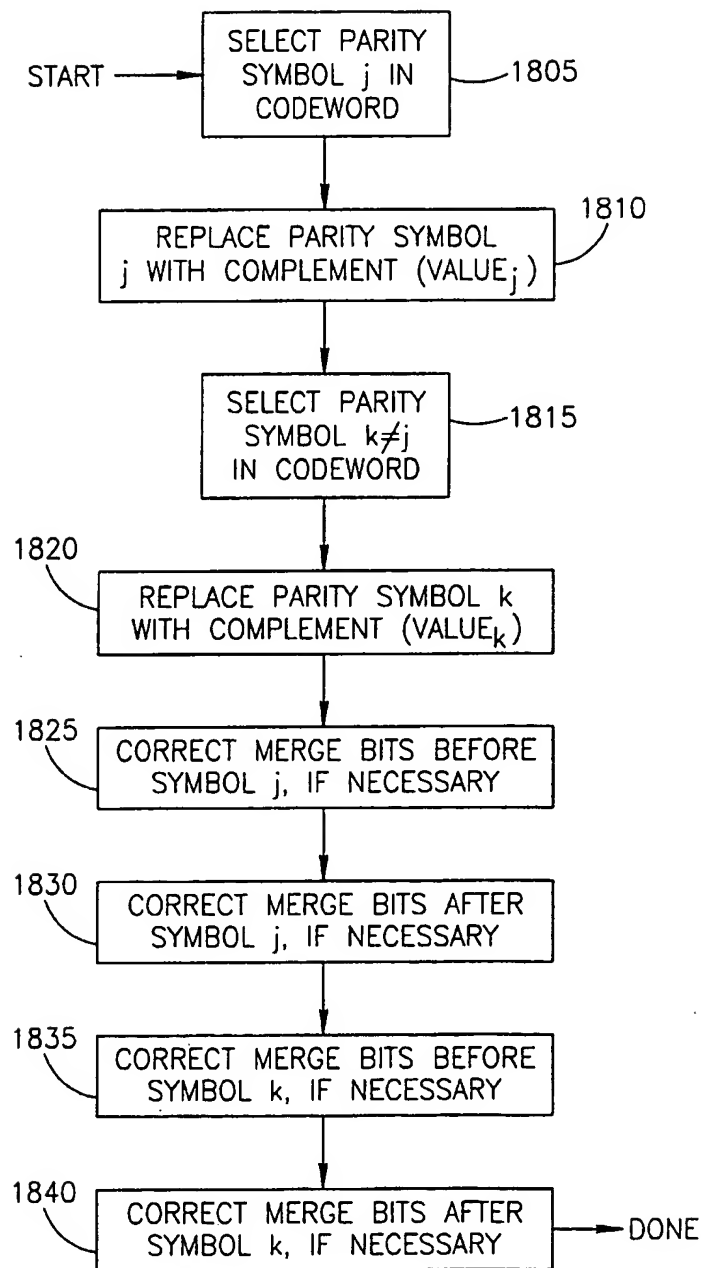 SELECT PARITY
SYMBOL j IN
CODEWORD
START
1805
1810
REPLACE PARITY SYMBOL
j WITH COMPLEMENT (VALUEj)
SELECT PARITY
SYMBOL k≠j
IN CODEWORD
1815
1820
REPLACE PARITY SYMBOL k
WITH COMPLEMENT (VALUEk)
1825
CORRECT MERGE BITS BEFORE
SYMBOL j, IF NECESSARY
1830
CORRECT MERGE BITS AFTER
SYMBOL j, IF NECESSARY
1835
CORRECT MERGE BITS BEFORE
SYMBOL k, IF NECESSARY
1840
CORRECT MERGE BITS AFTER
SYMBOL k, IF NECESSARY
DONE